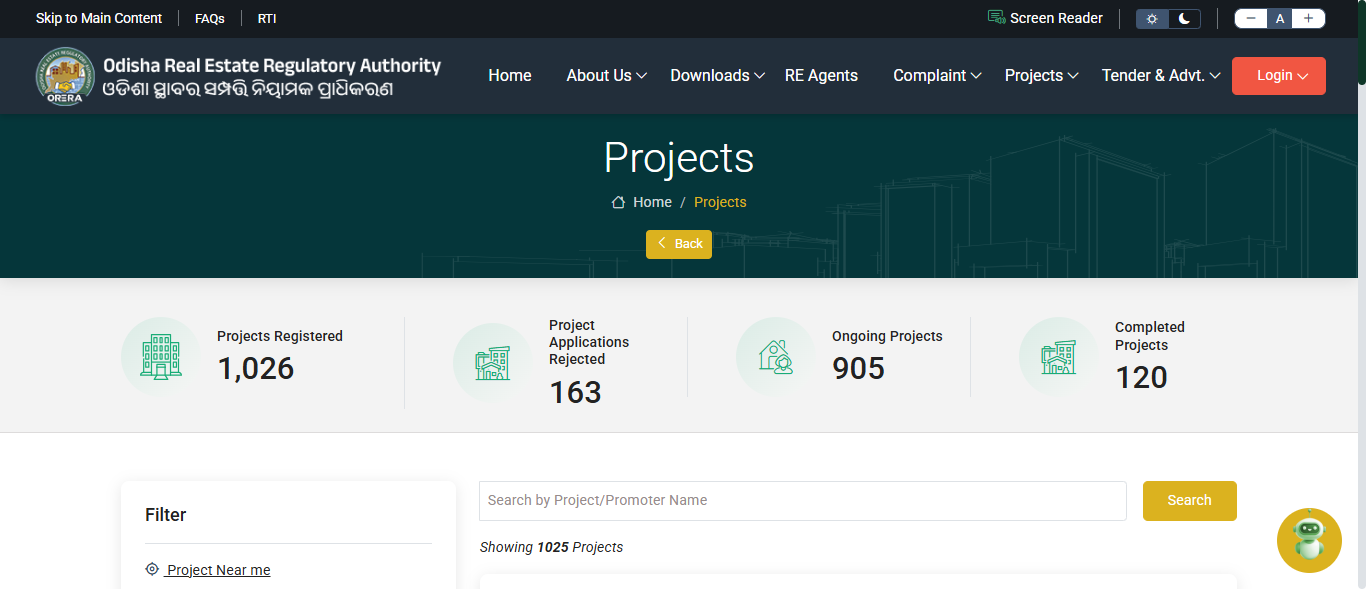 Skip to Main Content
FAQs
RTI
Screen Reader
A
Odisha Real Estate Regulatory Authority
ଓଡିଶା ସ୍ଥାବର ସମ୍ପତ୍ତି ନିୟାମକ ପ୍ରାଧିକରଣ
ORERA
Home
About Us
Downloads
RE Agents
Complaint
Projects
Tender & Advt.
Login
Projects
Home / Projects
Back
Projects Registered
1,026
Project
Applications
Rejected
163
Ongoing Projects
905
Completed
Projects
120
Filter
Project Near me
Search by Project/Promoter Name
Search
Showing 1025 Projects